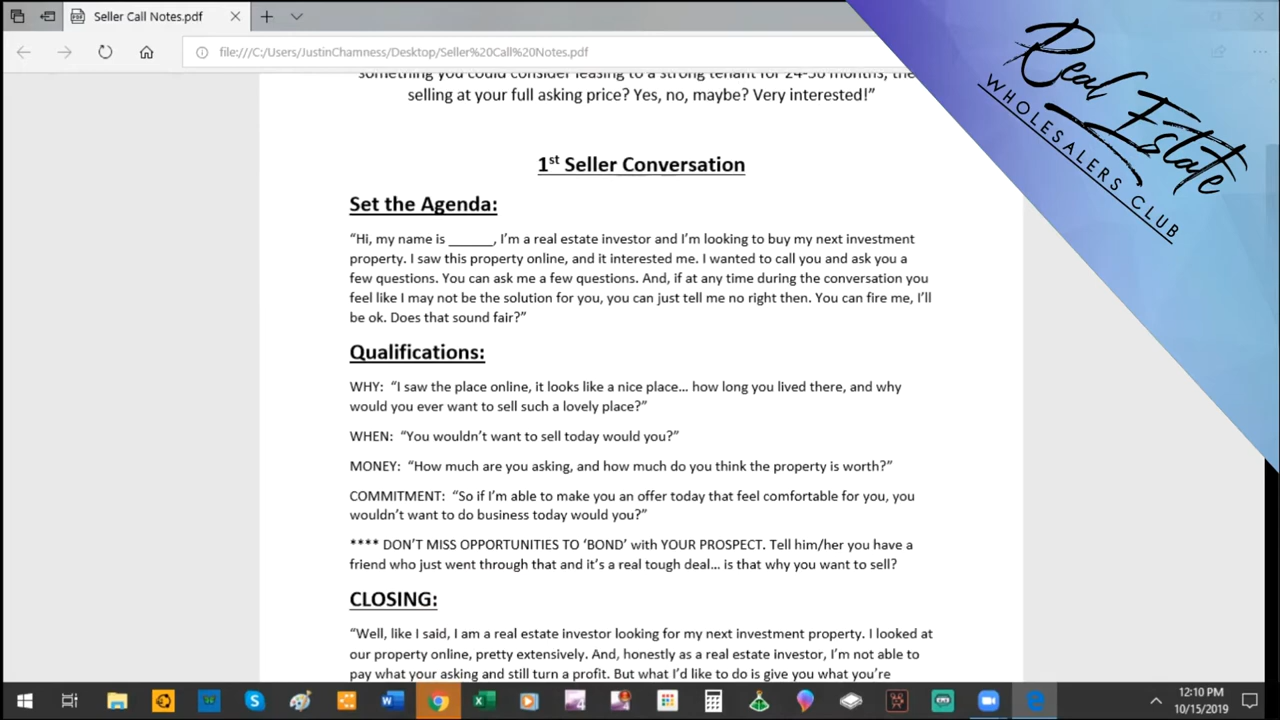 Seller Call Notes.pdf
file:///C:/Users/JustinChamness/Desktop/Seller%20Call%20Notes.pdf
Real Estate
WHOLESALERS CLUB
something you could consider leasing to a strong tenant for 24-36 months, the
selling at your full asking price? Yes, no, maybe? Very interested!”
1st Seller Conversation
Set the Agenda:
“Hi, my name is ______, I’m a real estate investor and I’m looking to buy my next investment
property. I saw this property online, and it interested me. I wanted to call you and ask you a
few questions. You can ask me a few questions. And, if at any time during the conversation you
feel like I may not be the solution for you, you can just tell me no right then. You can fire me, I’ll
be ok. Does that sound fair?”
Qualifications:
WHY: “I saw the place online, it looks like a nice place… how long you lived there, and why
would you ever want to sell such a lovely place?”
WHEN: “You wouldn’t want to sell today would you?”
MONEY: “How much are you asking, and how much do you think the property is worth?”
COMMITMENT: “So if I’m able to make you an offer today that feel comfortable for you, you
wouldn’t want to do business today would you?”
**** DON’T MISS OPPORTUNITIES TO ‘BOND’ with YOUR PROSPECT. Tell him/her you have a
friend who just went through that and it’s a real tough deal… is that why you want to sell?
CLOSING:
“Well, like I said, I am a real estate investor looking for my next investment property. I looked at
our property online, pretty extensively. And, honestly as a real estate investor, I’m not able to
pay what your asking and still turn a profit. But what I’d like to do is give you what you’re
12:10 PM
10/15/2019